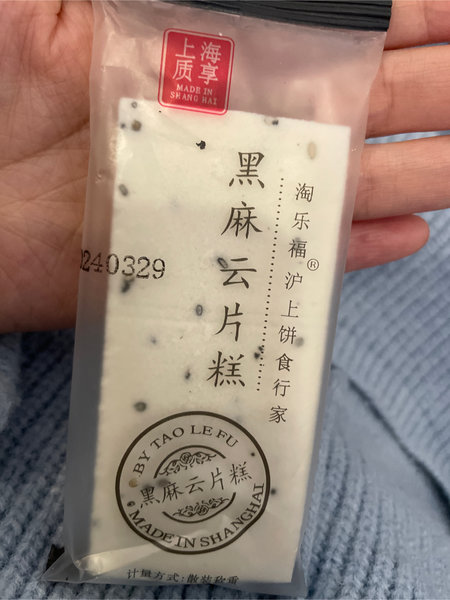 上海
质享
MADE IN
SHANG HAI
淘乐福®沪上饼食行家
黑麻云片糕
240329
BY TAO LE FU
黑麻云片糕
MADE IN SHANGHAI
计量方式:散装称重